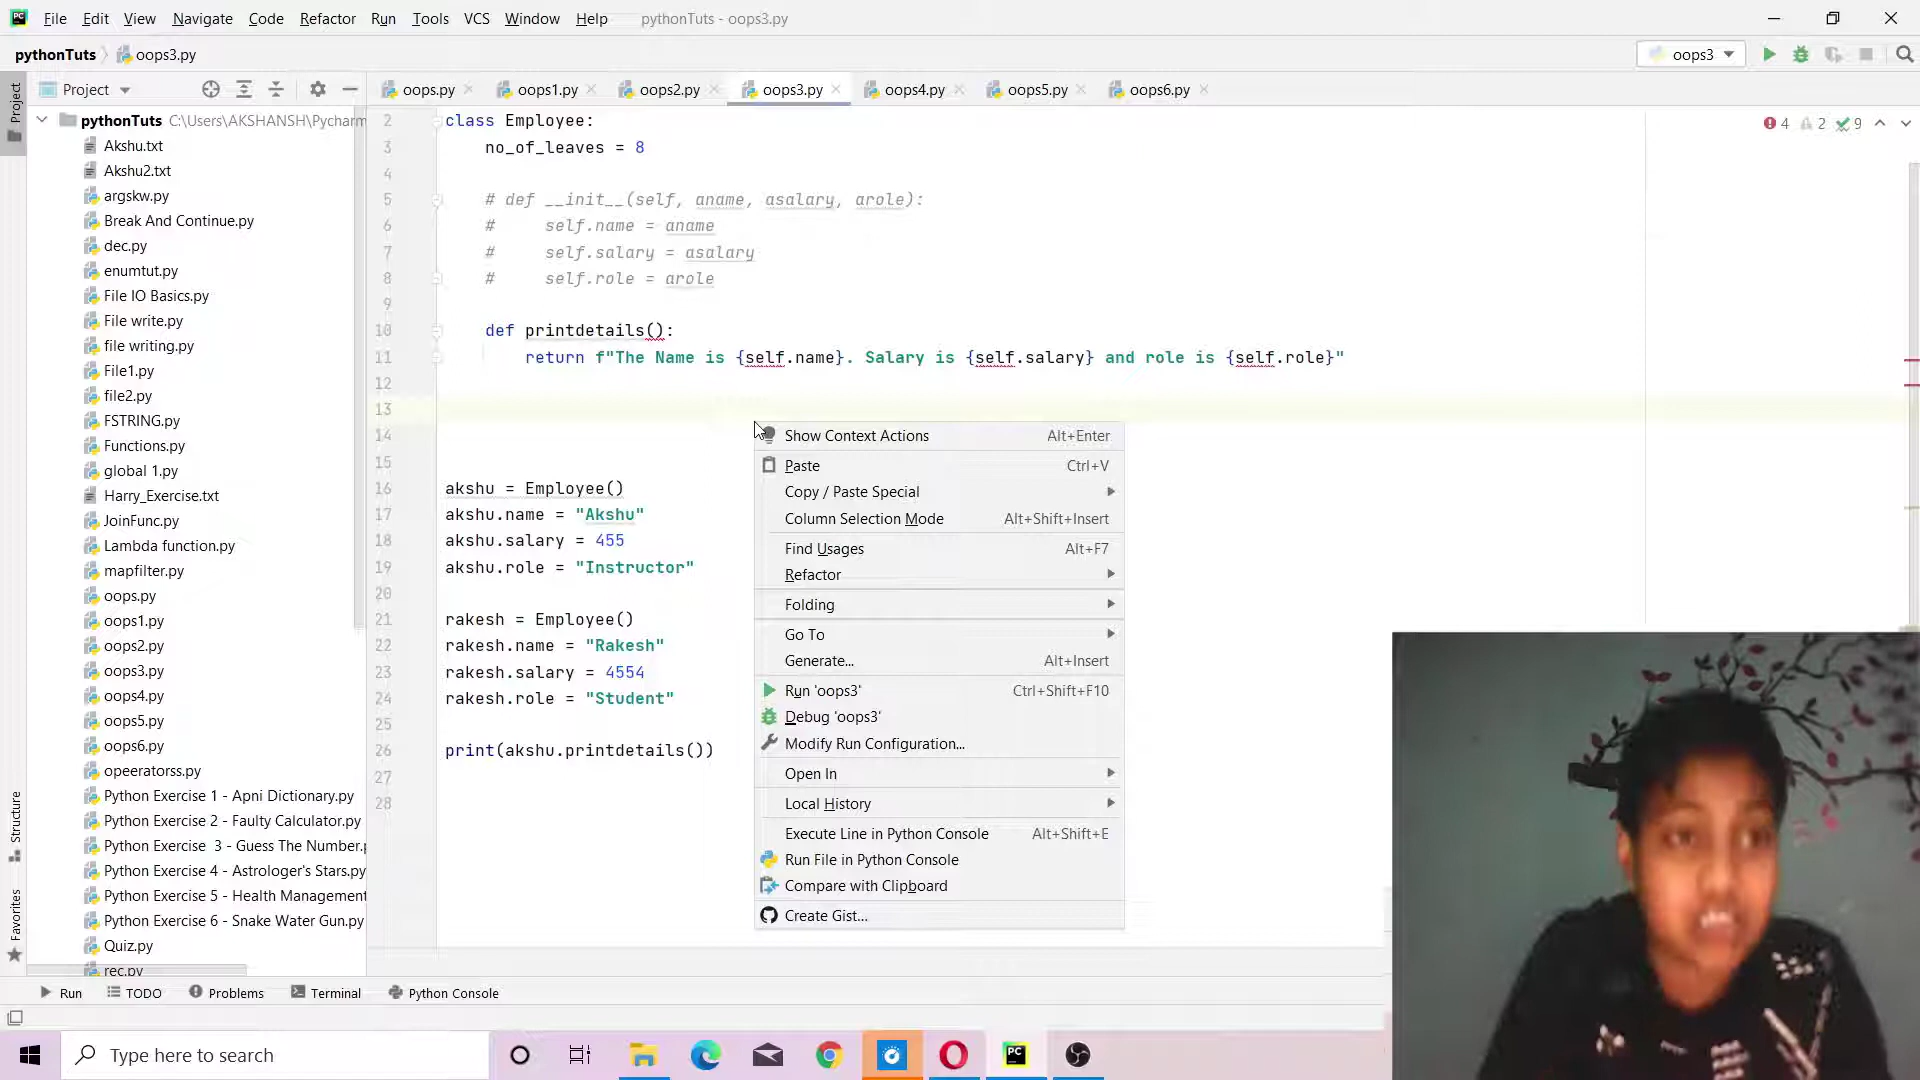 File Edit View Navigate Code Refactor Run Tools VCS Window Help pythonTuts - oops3.py
pythonTuts oops3.py oops3
Project
oops.py oops1.py oops2.py oops3.py oops4.py oops5.py oops6.py
Project
pythonTuts C:\Users\AKSHANSH\Pycharm
Akshu.txt
Akshu2.txt
argskw.py
Break And Continue.py
dec.py
enumtut.py
File IO Basics.py
File write.py
file writing.py
File1.py
file2.py
FSTRING.py
Functions.py
global 1.py
Harry_Exercise.txt
JoinFunc.py
Lambda function.py
mapfilter.py
oops.py
oops1.py
oops2.py
oops3.py
oops4.py
oops5.py
oops6.py
opeeratorss.py
Python Exercise 1 - Apni Dictionary.py
Python Exercise 2 - Faulty Calculator.py
Python Exercise  3 - Guess The Number.
Python Exercise 4 - Astrologer's Stars.py
Python Exercise 5 - Health Management
Python Exercise 6 - Snake Water Gun.py
Quiz.py
rec.py
Structure
Favorites
4 2 9
2 class Employee:
3 no_of_leaves = 8
4
5 # def __init__(self, aname, asalary, arole):
6 # self.name = aname
7 # self.salary = asalary
8 # self.role = arole
9
10 def printdetails():
11 return f"The Name is {self.name}. Salary is {self.salary} and role is {self.role}"
12
13
14
15
16 akshu = Employee()
17 akshu.name = "Akshu"
18 akshu.salary = 455
19 akshu.role = "Instructor"
20
21 rakesh = Employee()
22 rakesh.name = "Rakesh"
23 rakesh.salary = 4554
24 rakesh.role = "Student"
25
26 print(akshu.printdetails())
27
28
Show Context Actions Alt+Enter
Paste Ctrl+V
Copy / Paste Special
Column Selection Mode Alt+Shift+Insert
Find Usages Alt+F7
Refactor
Folding
Go To
Generate... Alt+Insert
Run 'oops3' Ctrl+Shift+F10
Debug 'oops3'
Modify Run Configuration...
Open In
Local History
Execute Line in Python Console Alt+Shift+E
Run File in Python Console
Compare with Clipboard
Create Gist...
Run TODO Problems Terminal Python Console
Type here to search
PC